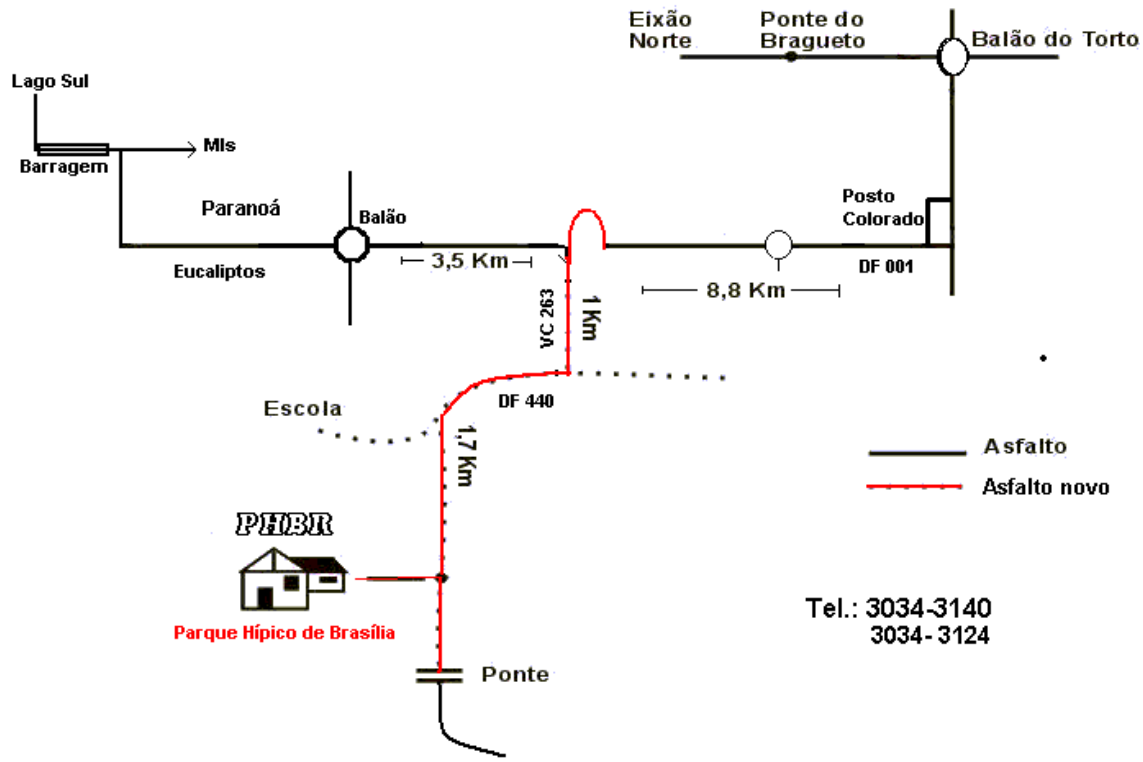 Eixão
Norte
Ponte do
Bragueto
Balão do Torto
Lago Sul
Barragem
Mls
Paranoá
Balão
Eucaliptos
3,5 Km
Posto
Colorado
DF 001
8,8 Km
VC 263
1 Km
DF 440
Escola
1,7 Km
Asfalto
Asfalto novo
PHBR
Parque Hípico de Brasília
Tel.: 3034-3140
3034-3124
Ponte